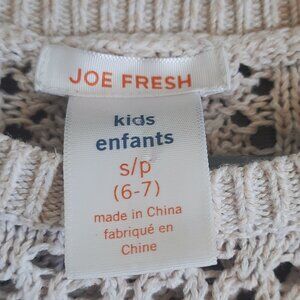 JOE FRESH
kids
enfants
s/p
(6-7)
made in China
fabriqué en
Chine